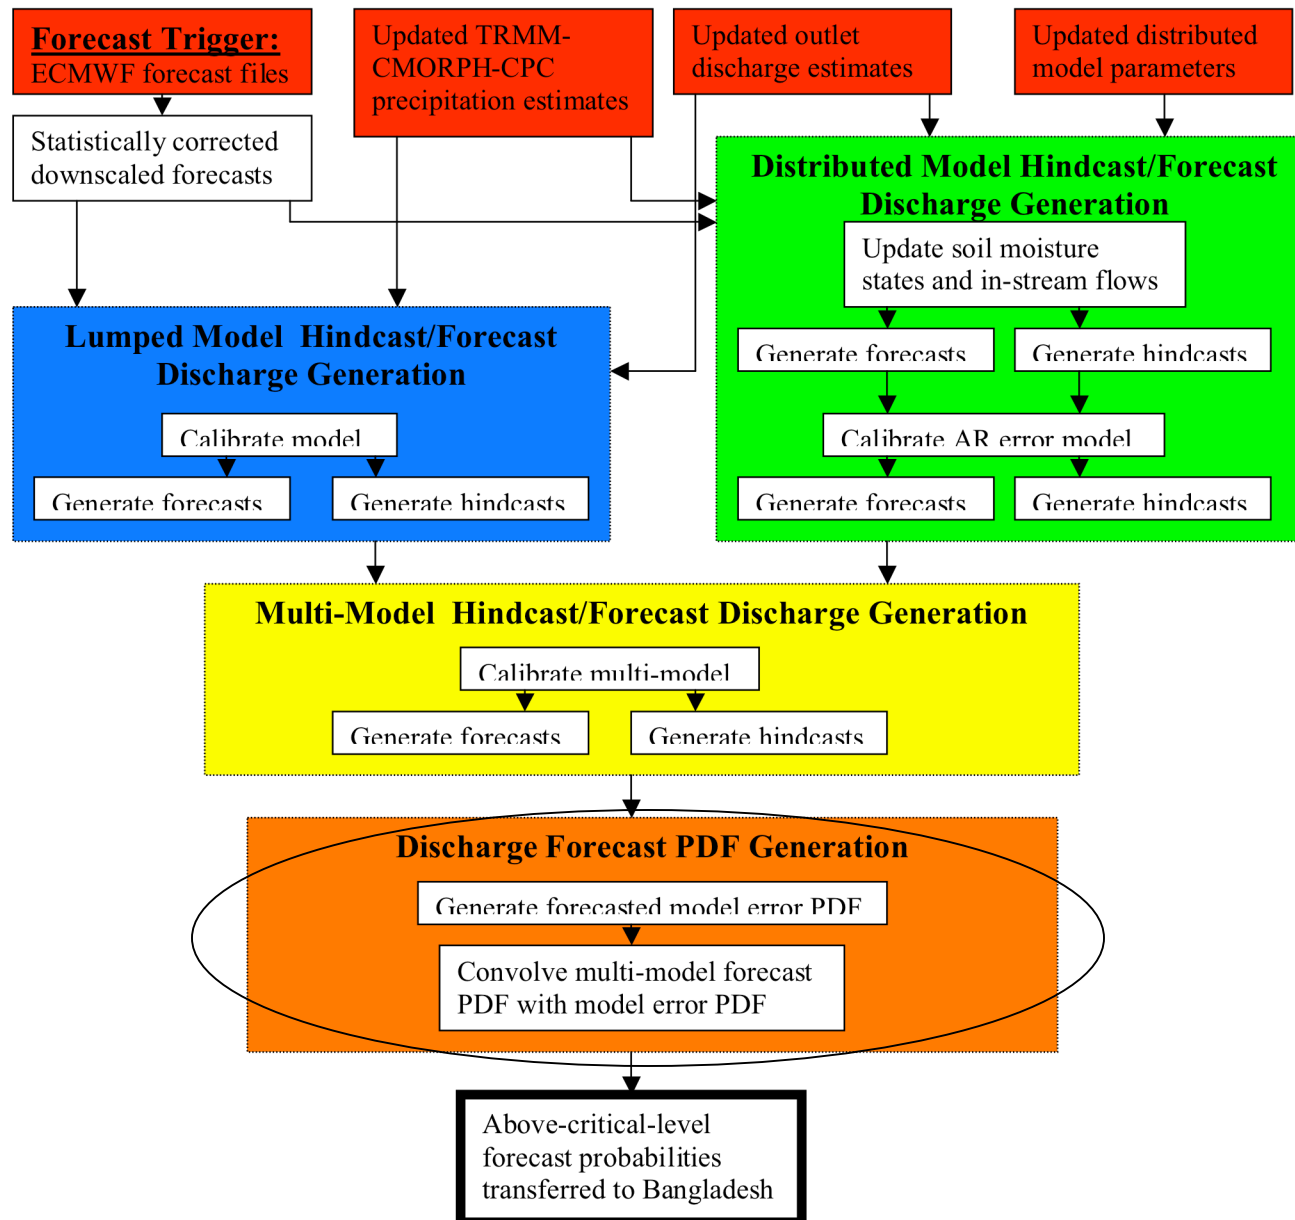 Forecast Trigger:
ECMWF forecast files
Updated TRMM-
CMORPH-CPC
precipitation estimates
Updated outlet
discharge estimates
Updated distributed
model parameters
Statistically corrected
downscaled forecasts
Distributed Model Hindcast/Forecast
Discharge Generation
Update soil moisture
states and in-stream flows
Generate forecasts
Generate hindcasts
Calibrate AR error model
Generate forecasts
Generate hindcasts
Lumped Model Hindcast/Forecast
Discharge Generation
Calibrate model
Generate forecasts
Generate hindcasts
Multi-Model Hindcast/Forecast Discharge Generation
Calibrate multi-model
Generate forecasts
Generate hindcasts
Discharge Forecast PDF Generation
Generate forecasted model error PDF
Convolve multi-model forecast
PDF with model error PDF
Above-critical-level
forecast probabilities
transferred to Bangladesh